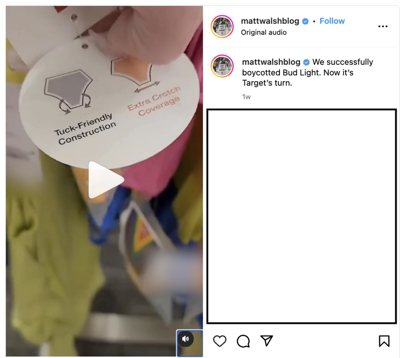 Tuck-Friendly
Construction
Extra Crotch
Coverage
mattwalshblog • Follow
Original audio
mattwalshblog We successfully
boycotted Bud Light. Now it's
Target's turn.
1w